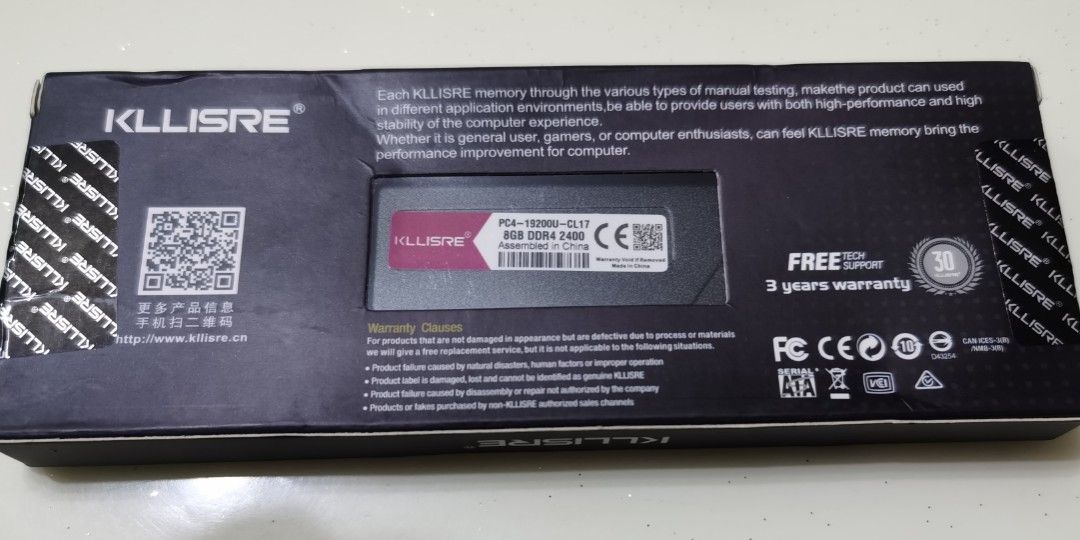 KLLISRE®
Each KLLISRE memory through the various types of manual testing, makethe product can used
in different application environments,be able to provide users with both high-performance and high
stability of the computer experience.
Whether it is general user, gamers, or computer enthusiasts, can feel KLLISRE memory bring the
performance improvement for computer.
KLLISRE®
PC4-19200U-CL17
8GB DDR4 2400
Assembled in China
CE
Warranty Void if Removed
Made in China
更多产品信息
手机扫二维码
http://www.kllisre.cn
FREE TECH SUPPORT
3 years warranty
30
KLLISRE
Warranty Clauses
For products that are not damaged in appearance but are defective due to process or materials
we will give a free replacement service, but it is not applicable to the following situations.
• Product failure caused by natural disasters, human factors or improper operation
• Product label is damaged, lost and cannot be identified as genuine KLLISRE
• Product failure caused by disassembly or repair not authorized by the company
• Products or fakes purchased by non-KLLISRE authorized sales channels
FC CE 10 D43254 CAN ICES-3(B)
/NMB-3(B)
SERIAL ATA VCI
KLLISRE®
KLLISRE®
KLLISRE®